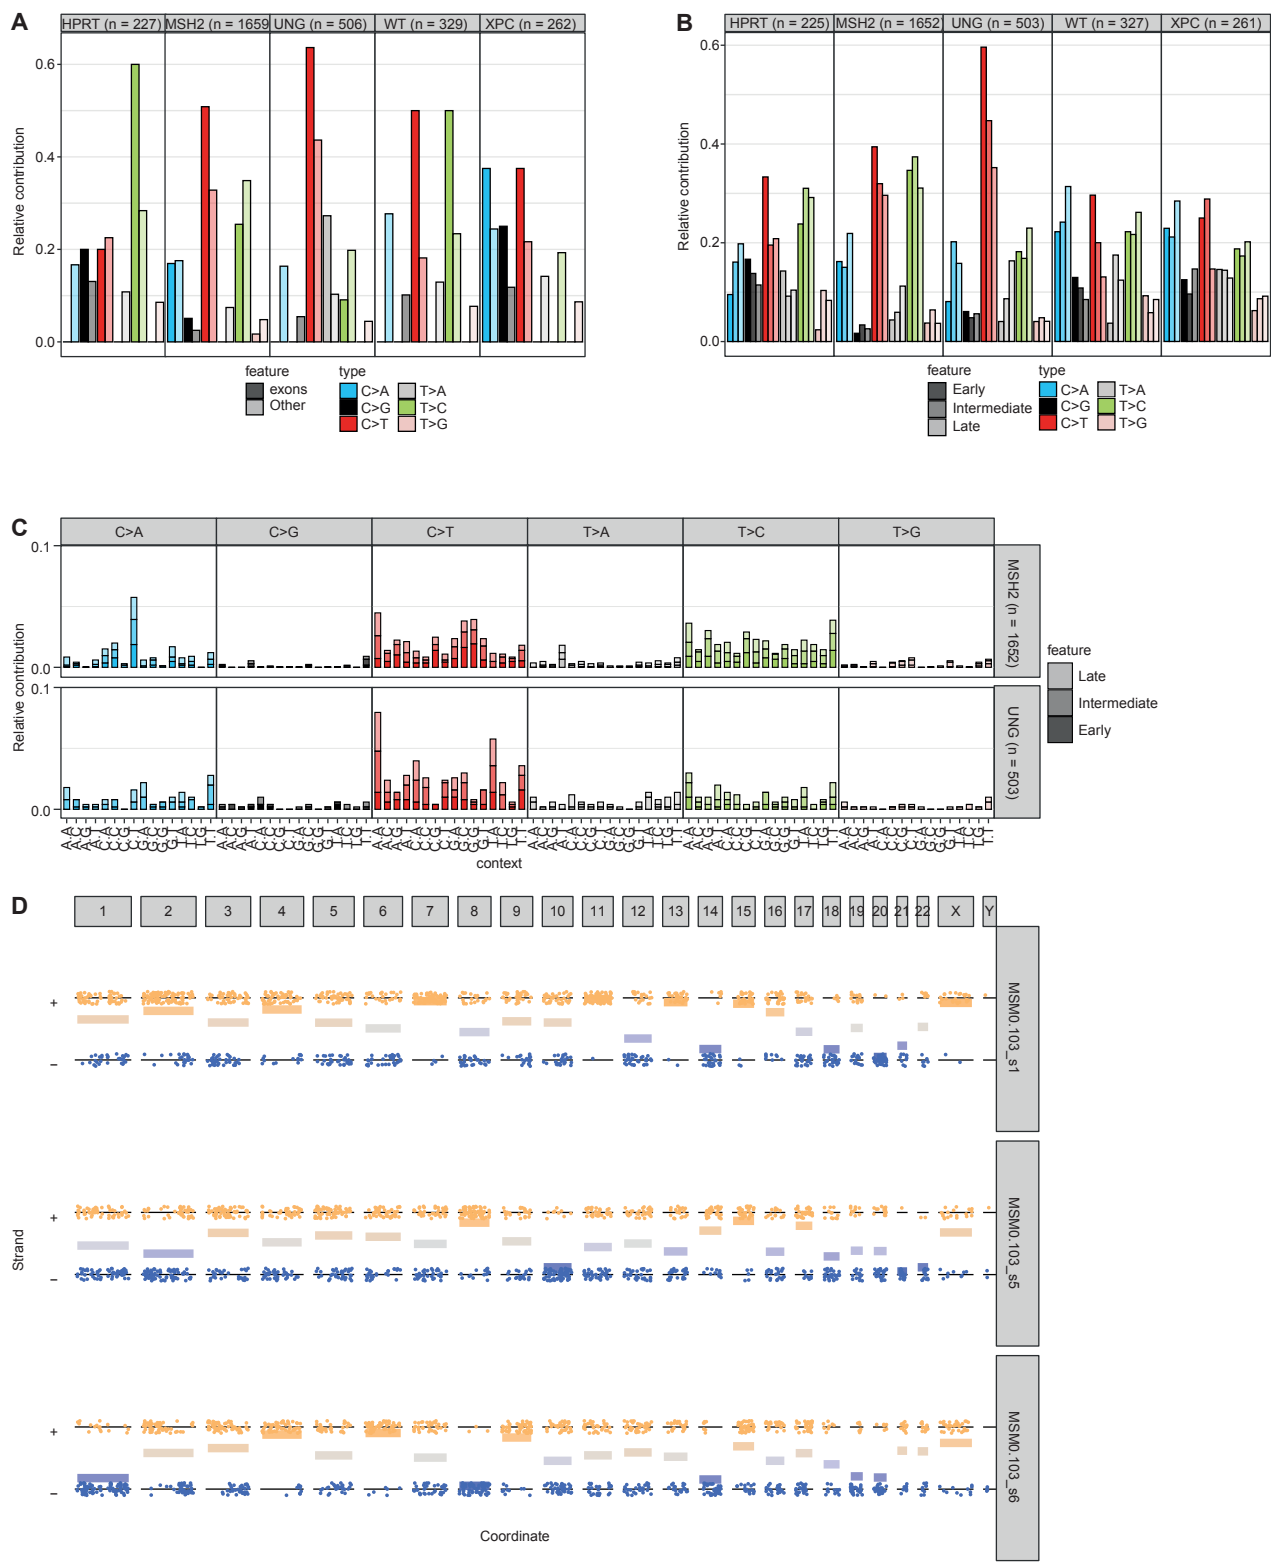 A
HPRT (n = 227)
MSH2 (n = 1659
UNG (n = 506)
WT (n = 329)
XPC (n = 262)
Relative contribution
0.6
0.4
0.2
0.0
feature
exons
Other
type
C>A
C>G
C>T
T>A
T>C
T>G
B
HPRT (n = 225)
MSH2 (n = 1652)
UNG (n = 503)
WT (n = 327)
XPC (n = 261)
Relative contribution
0.6
0.4
0.2
0.0
feature
Early
Intermediate
Late
type
C>A
C>G
C>T
T>A
T>C
T>G
C
C>A
C>G
C>T
T>A
T>C
T>G
Relative contribution
0.1
0.0
MSH2 (n = 1652)
Relative contribution
0.1
0.0
UNG (n = 503)
context
feature
Late
Intermediate
Early
D
1 2 3 4 5 6 7 8 9 10 11 12 13 14 15 16 17 18 19 20 21 22 X Y
+
−
MSM0.103_s1
Strand
+
−
MSM0.103_s5
+
−
MSM0.103_s6
Coordinate